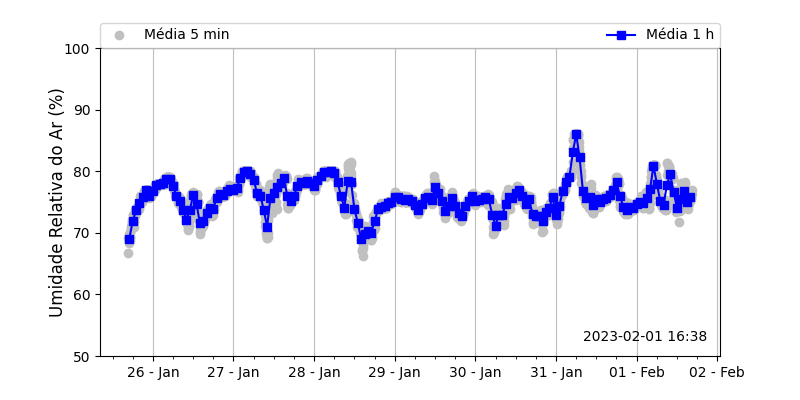 Média 5 min Média 1 h
100
90
80
70
60
50
Umidade Relativa do Ar (%)
2023-02-01 16:38
26 - Jan 27 - Jan 28 - Jan 29 - Jan 30 - Jan 31 - Jan 01 - Feb 02 - Feb